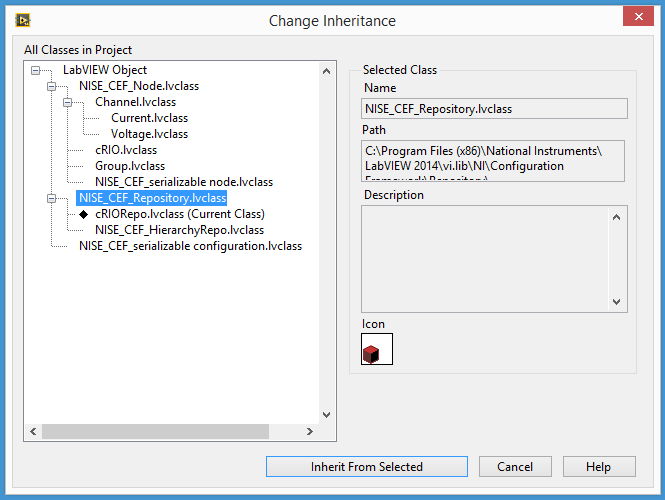 Change Inheritance
All Classes in Project
LabVIEW Object
NISE_CEF_Node.lvclass
Channel.lvclass
Current.lvclass
Voltage.lvclass
cRIO.lvclass
Group.lvclass
NISE_CEF_serializable node.lvclass
NISE_CEF_Repository.lvclass
cRIORepo.lvclass (Current Class)
NISE_CEF_HierarchyRepo.lvclass
NISE_CEF_serializable configuration.lvclass
Selected Class
Name
NISE_CEF_Repository.lvclass
Path
C:\Program Files (x86)\National Instruments\
LabVIEW 2014\vi.lib\NI\Configuration
Framework\Repository\
Description
Icon
Inherit From Selected
Cancel
Help